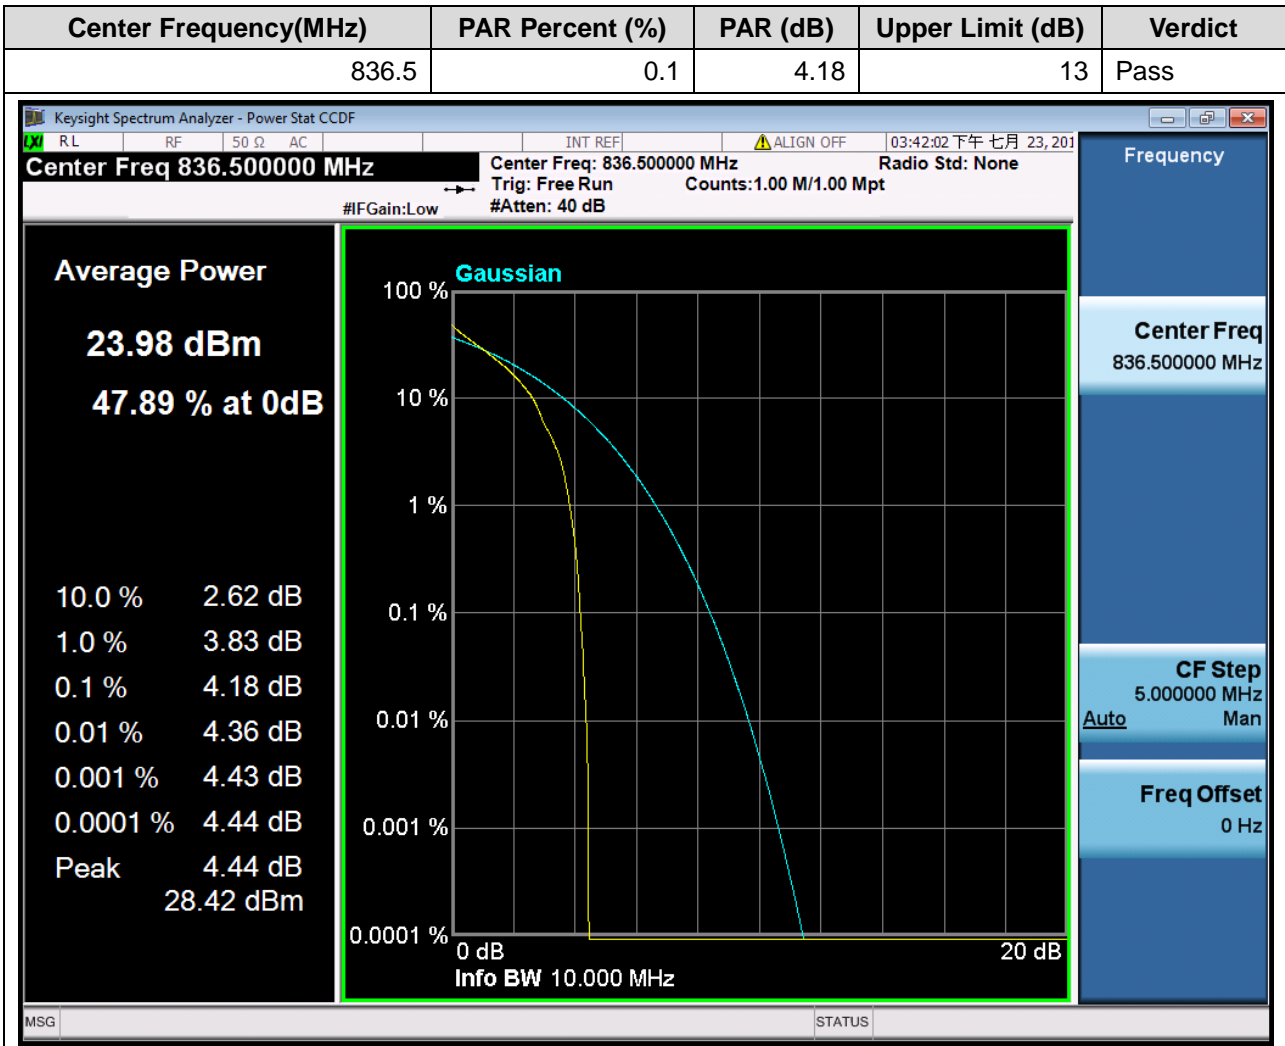 Center Frequency(MHz) PAR Percent (%) PAR (dB) Upper Limit (dB) Verdict
836.5 0.1 4.18 13 Pass
Keysight Spectrum Analyzer - Power Stat CCDF
LXI RL RF 50 Ω AC INT REF ALIGN OFF 03:42:02 下午 七月 23, 201
Center Freq 836.500000 MHz
Center Freq: 836.500000 MHz Radio Std: None
Trig: Free Run Counts:1.00 M/1.00 Mpt
#IFGain:Low #Atten: 40 dB
Average Power
23.98 dBm
47.89 % at 0dB
10.0 % 2.62 dB
1.0 % 3.83 dB
0.1 % 4.18 dB
0.01 % 4.36 dB
0.001 % 4.43 dB
0.0001 % 4.44 dB
Peak 4.44 dB
28.42 dBm
Gaussian
100 %
10 %
1 %
0.1 %
0.01 %
0.001 %
0.0001 %
0 dB 20 dB
Info BW 10.000 MHz
Frequency
Center Freq
836.500000 MHz
CF Step
5.000000 MHz
Auto Man
Freq Offset
0 Hz
MSG STATUS